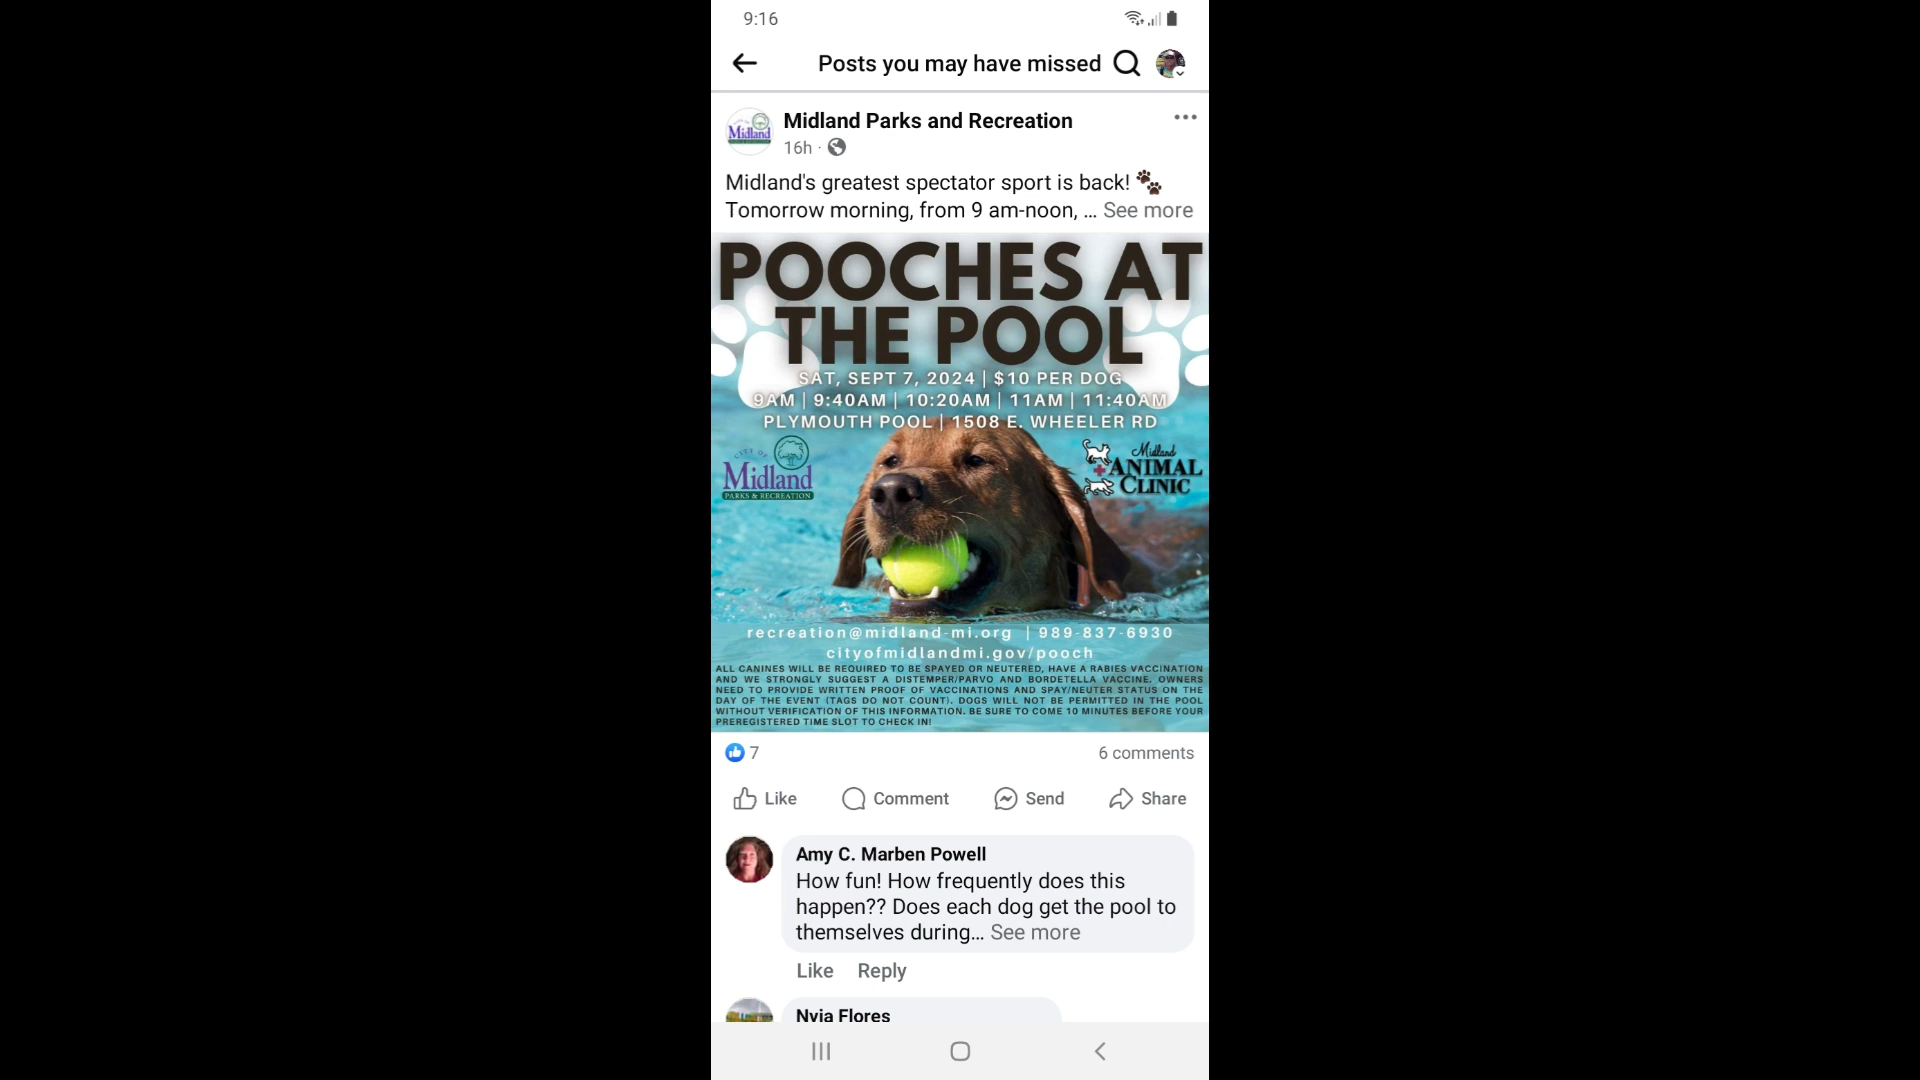 9:16
Posts you may have missed
Midland Parks and Recreation
16h ·
Midland's greatest spectator sport is back!
Tomorrow morning, from 9 am-noon, ... See more
POOCHES AT
THE POOL
SAT, SEPT 7, 2024 | $10 PER DOG
9AM | 9:40AM | 10:20AM | 11AM | 11:40AM
PLYMOUTH POOL | 1508 E. WHEELER RD
CITY OF
Midland
PARKS & RECREATION
Midland
ANIMAL
CLINIC
recreation@midland-mi.org | 989-837-6930
cityofmidlandmi.gov/pooch
ALL CANINES WILL BE REQUIRED TO BE SPAYED OR NEUTERED, HAVE A RABIES VACCINATION
AND WE STRONGLY SUGGEST A DISTEMPER/PARVO AND BORDETELLA VACCINE. OWNERS
NEED TO PROVIDE WRITTEN PROOF OF VACCINATIONS AND SPAY/NEUTER STATUS ON THE
DAY OF THE EVENT (TAGS DO NOT COUNT). DOGS WILL NOT BE PERMITTED IN THE POOL
WITHOUT VERIFICATION OF THIS INFORMATION. BE SURE TO COME 10 MINUTES BEFORE YOUR
PREREGISTERED TIME SLOT TO CHECK IN!
7
6 comments
Like Comment Send Share
Amy C. Marben Powell
How fun! How frequently does this
happen?? Does each dog get the pool to
themselves during... See more
Like Reply
Nvia Flores